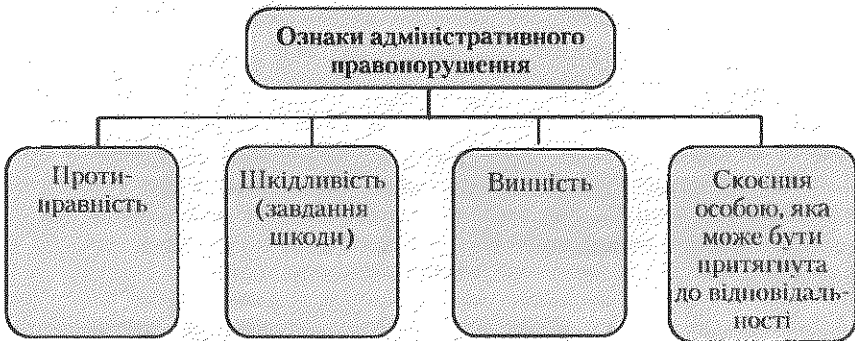 Ознаки адміністративного
правопорушення
Проти-
правність
Шкідливість
(завдання
шкоди)
Винність
Скоєння
особою, яка
може бути
притягнута
до відповідаль-
ності